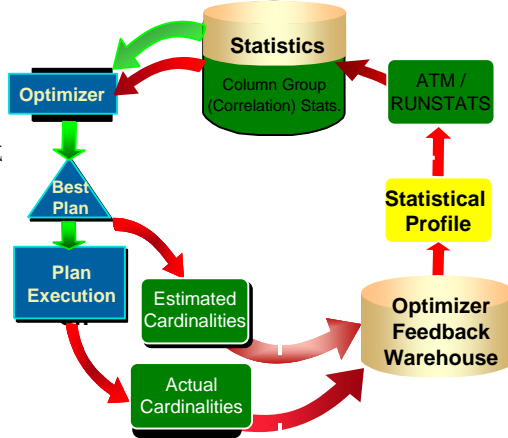 Statistics
Column Group
(Correlation) Stats.
ATM /
RUNSTATS
Optimizer
Best
Plan
Statistical
Profile
Plan
Execution
Estimated
Cardinalities
Optimizer
Feedback
Warehouse
Actual
Cardinalities